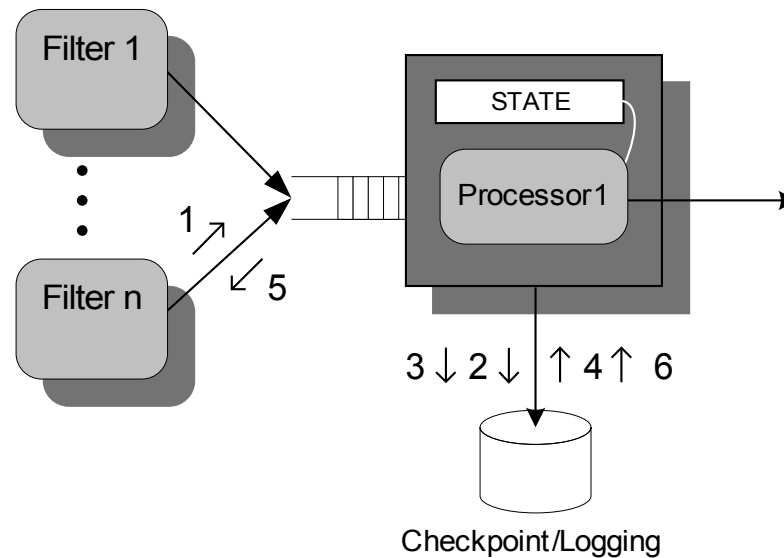 Filter 1
STATE
Processor1
1
5
Filter n
3 ↓ 2 ↓ ↑ 4 ↑ 6
Checkpoint/Logging